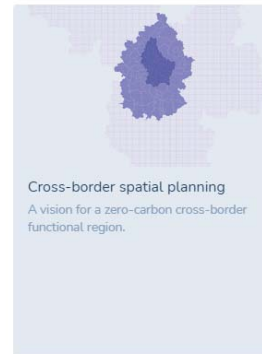 Cross-border spatial planning
A vision for a zero-carbon cross-border
functional region.